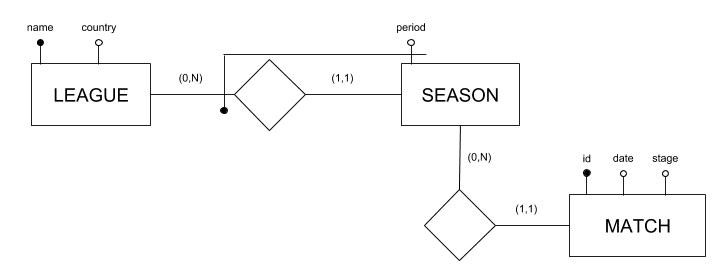 name country period
(0,N) (1,1)
LEAGUE SEASON
(0,N)
id date stage
(1,1)
MATCH